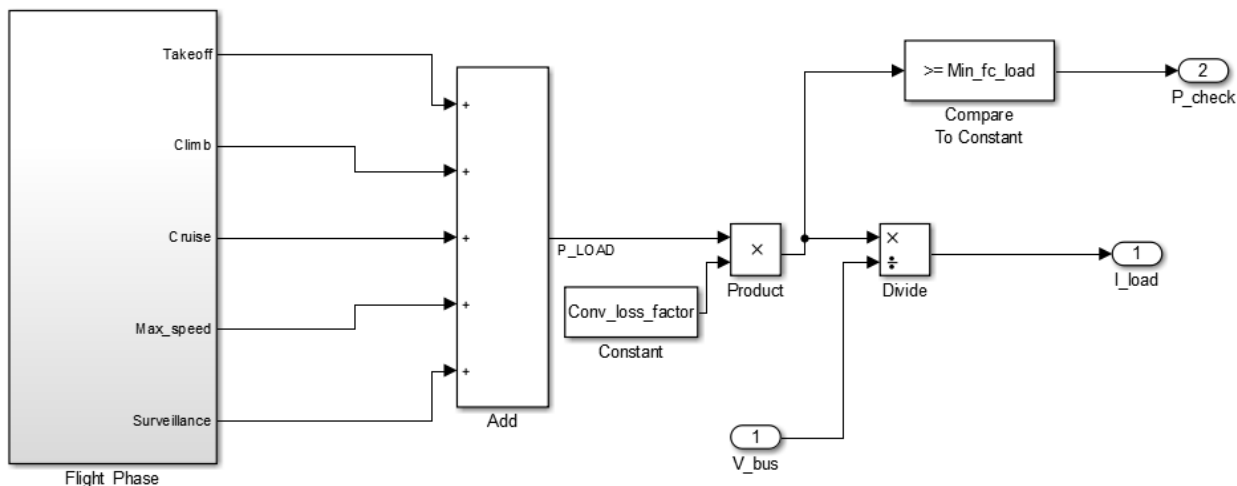 Takeoff
Climb
Cruise
Max_speed
Surveillance
Flight Phase
+
+
+
+
+
Add
P_LOAD
Conv_loss_factor
Constant
×
Product
>= Min_fc_load
Compare
To Constant
2
P_check
×
÷
Divide
1
I_load
1
V_bus